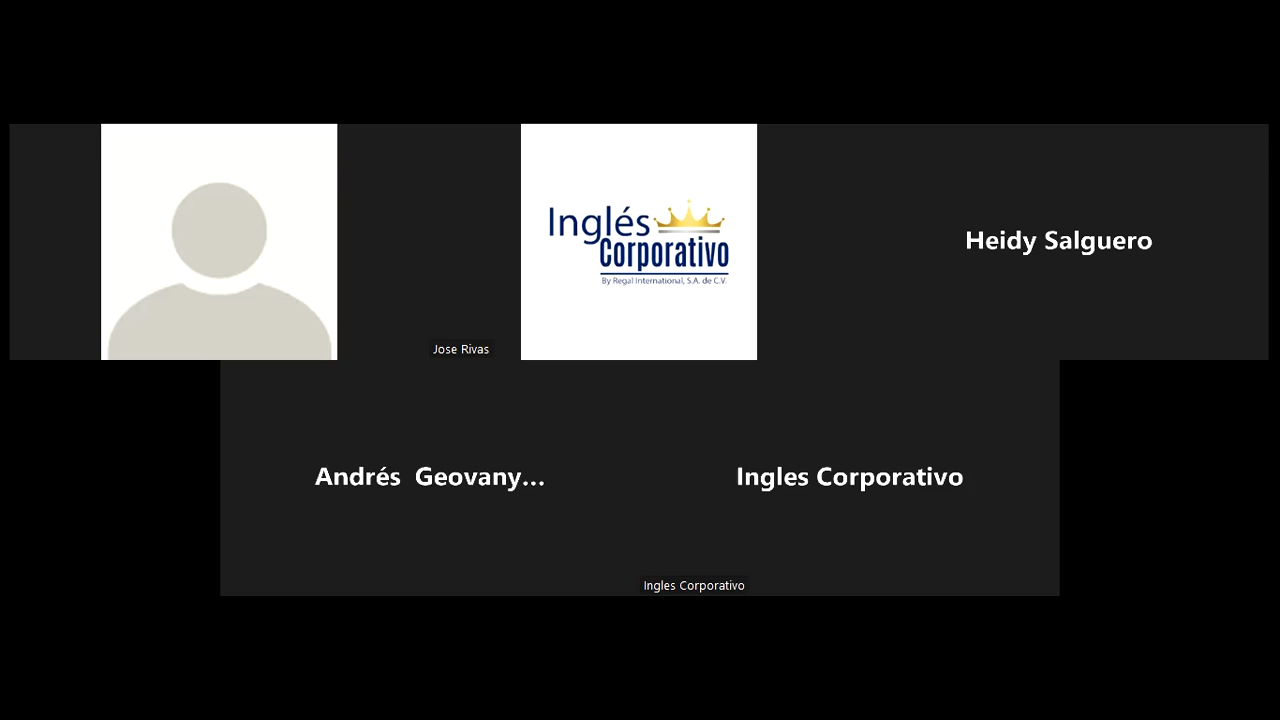 Inglés
Corporativo
By Regal International, S.A. de C.V.
Heidy Salguero
Jose Rivas
Andrés  Geovany...
Ingles Corporativo
Ingles Corporativo